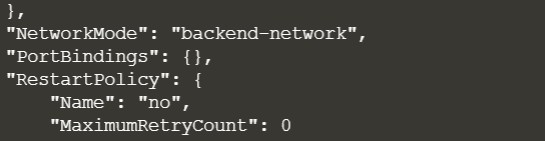 },
"NetworkMode": "backend-network",
"PortBindings": {},
"RestartPolicy": {
    "Name": "no",
    "MaximumRetryCount": 0